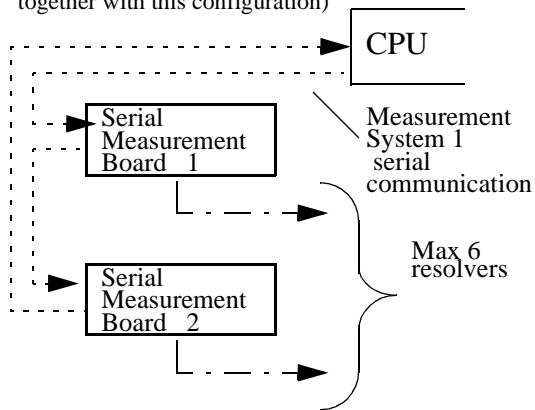 together with this configuration)
CPU
Serial
Measurement
Board 1
Measurement
System 1
serial
communication
Max 6
resolvers
Serial
Measurement
Board 2